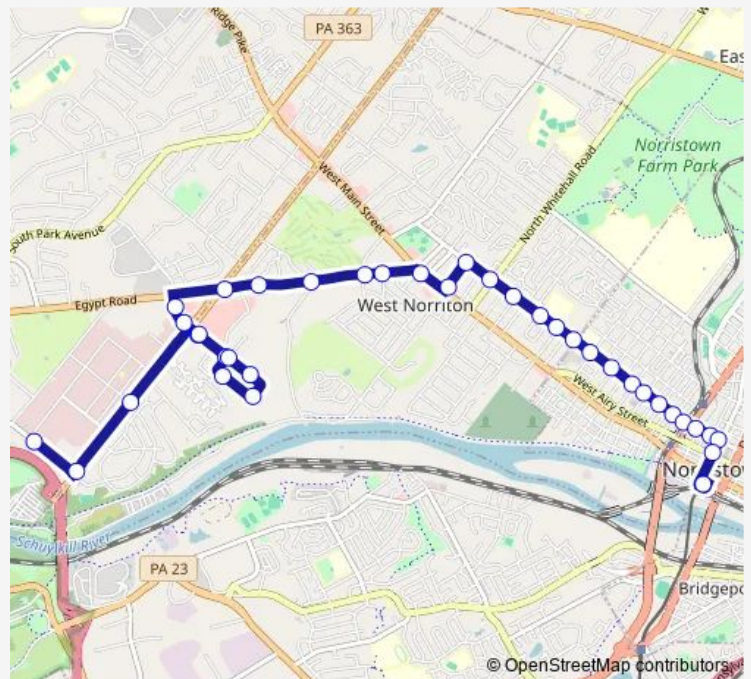 Ridge Pike
PA 363
Eas
Norristown
Farm Park
West Main Street
North Whitehall Road
South Park Avenue
Egypt Road
West Norriton
West Airy Street
Norristow
Schuylkill River
PA 23
Bridgepo
© OpenStreetMap contributors